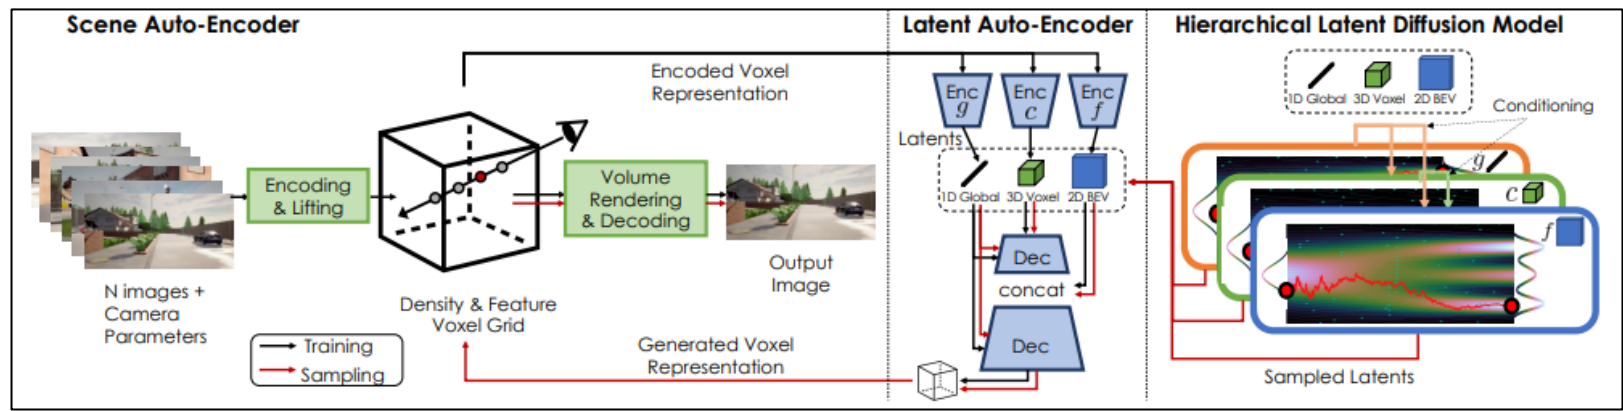 Scene Auto-Encoder
N images +
Camera
Parameters
Encoding
& Lifting
Density & Feature
Voxel Grid
Training
Sampling
Encoded Voxel
Representation
Volume
Rendering
& Decoding
Output
Image
Generated Voxel
Representation
Latent Auto-Encoder
Enc
g
Enc
c
Enc
f
Latents
1D Global
3D Voxel
2D BEV
Dec
concat
Dec
Hierarchical Latent Diffusion Model
1D Global
3D Voxel
2D BEV
Conditioning
g
c
f
Sampled Latents